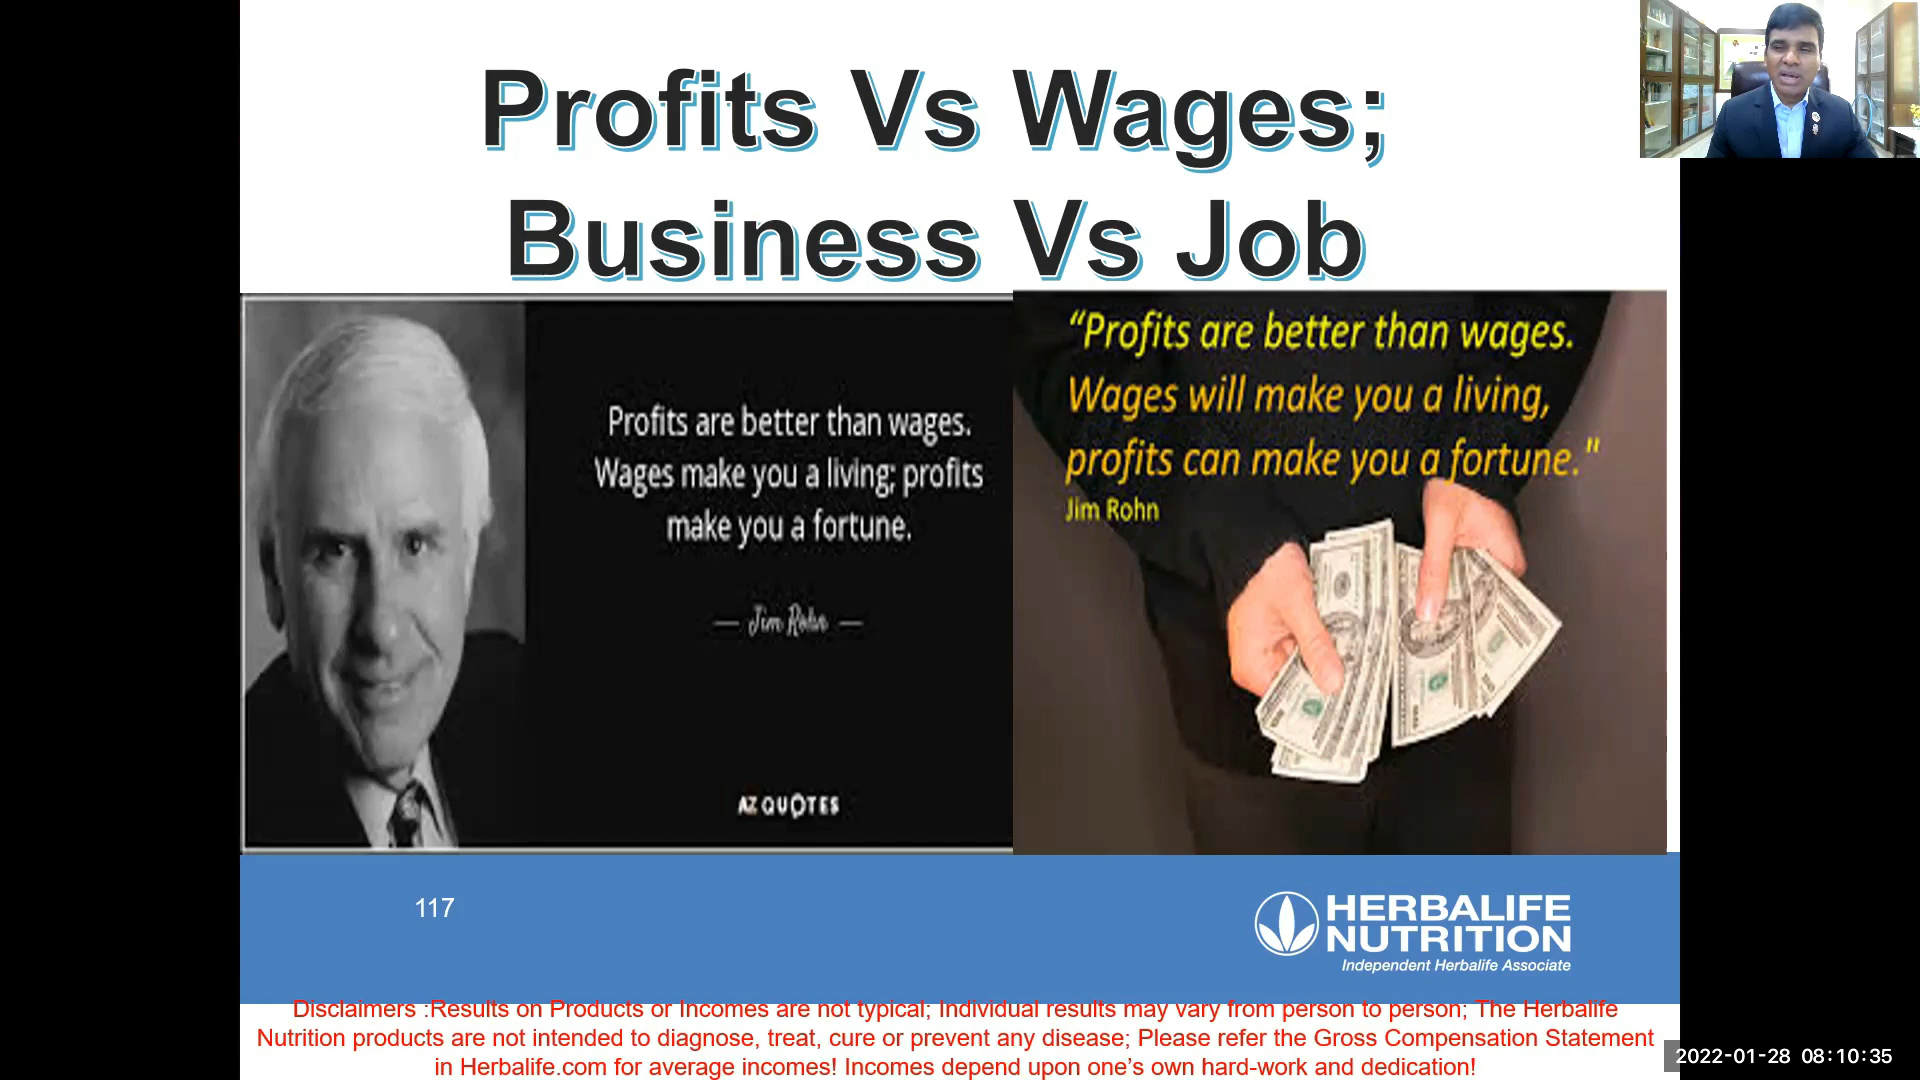 Profits Vs Wages;
Business Vs Job
Profits are better than wages.
Wages make you a living; profits
make you a fortune.
— Jim Rohn —
AZ QUOTES
“Profits are better than wages.
Wages will make you a living,
profits can make you a fortune."
Jim Rohn
117
HERBALIFE
NUTRITION
Independent Herbalife Associate
Disclaimers :Results on Products or Incomes are not typical; Individual results may vary from person to person; The Herbalife
Nutrition products are not intended to diagnose, treat, cure or prevent any disease; Please refer the Gross Compensation Statement
in Herbalife.com for average incomes! Incomes depend upon one’s own hard-work and dedication!
2022-01-28 08:10:35